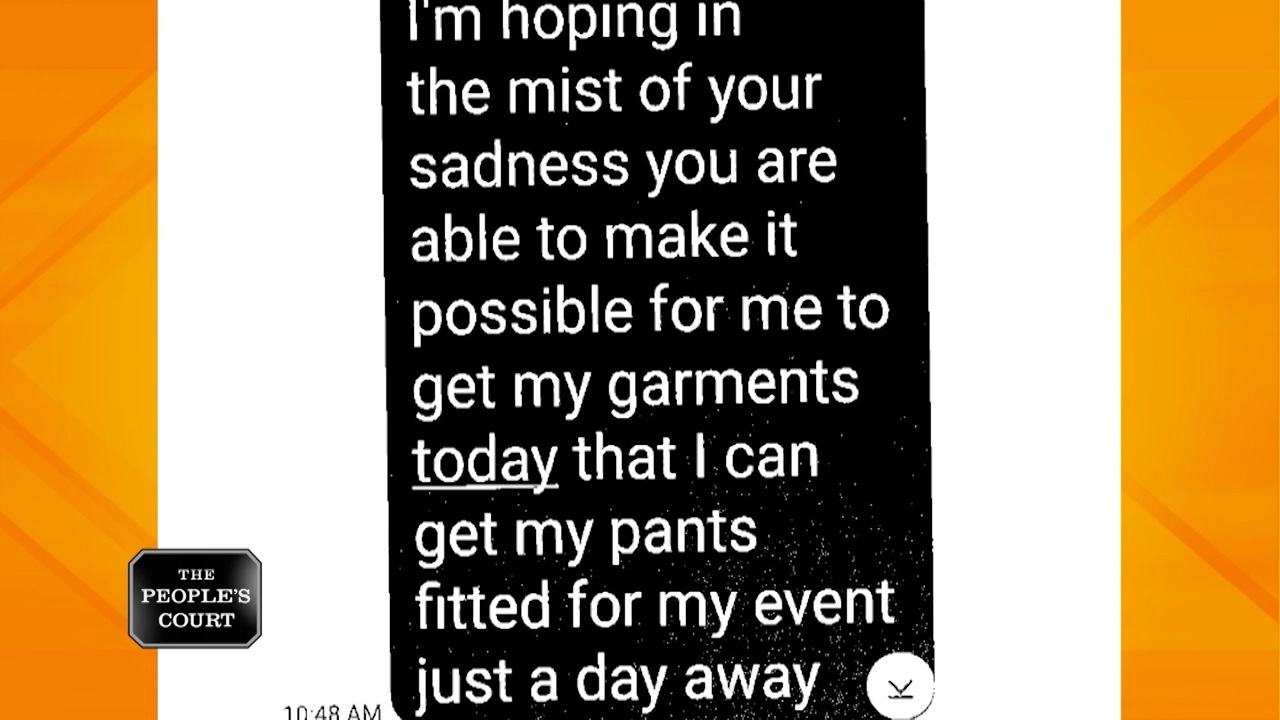 I'm hoping in
the mist of your
sadness you are
able to make it
possible for me to
get my garments
today that I can
get my pants
fitted for my event
just a day away
10:48 AM
THE
PEOPLE'S
COURT